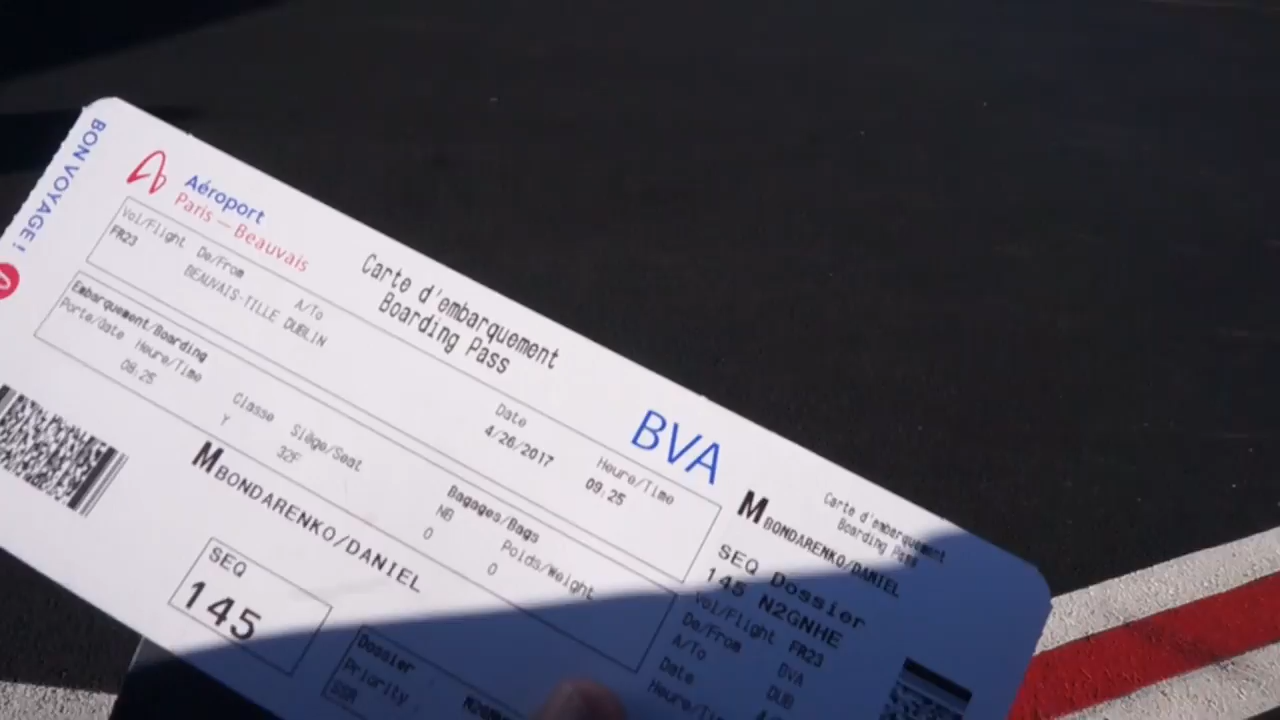 BON VOYAGE!
Aéroport
Paris — Beauvais
Carte d'embarquement
Boarding Pass
BVA
Vol/Flight De/From A/To Date Heure/Time
FR23 BEAUVAIS-TILLE DUBLIN 4/26/2017 09:25
Embarquement/Boarding
Porte/Gate Heure/Time Classe Siège/Seat Bagages/Bags
08:25 Y 32F NB Poids/Weight
0 0
M BONDARENKO/DANIEL
SEQ
145
Dossier
Priority
SSR
Carte d'embarquement
Boarding Pass
M BONDARENKO/DANIEL
SEQ Dossier
145 N2GNHE
Vol/Flight FR23
De/From BVA
A/To DUB
Date
Heure/Time